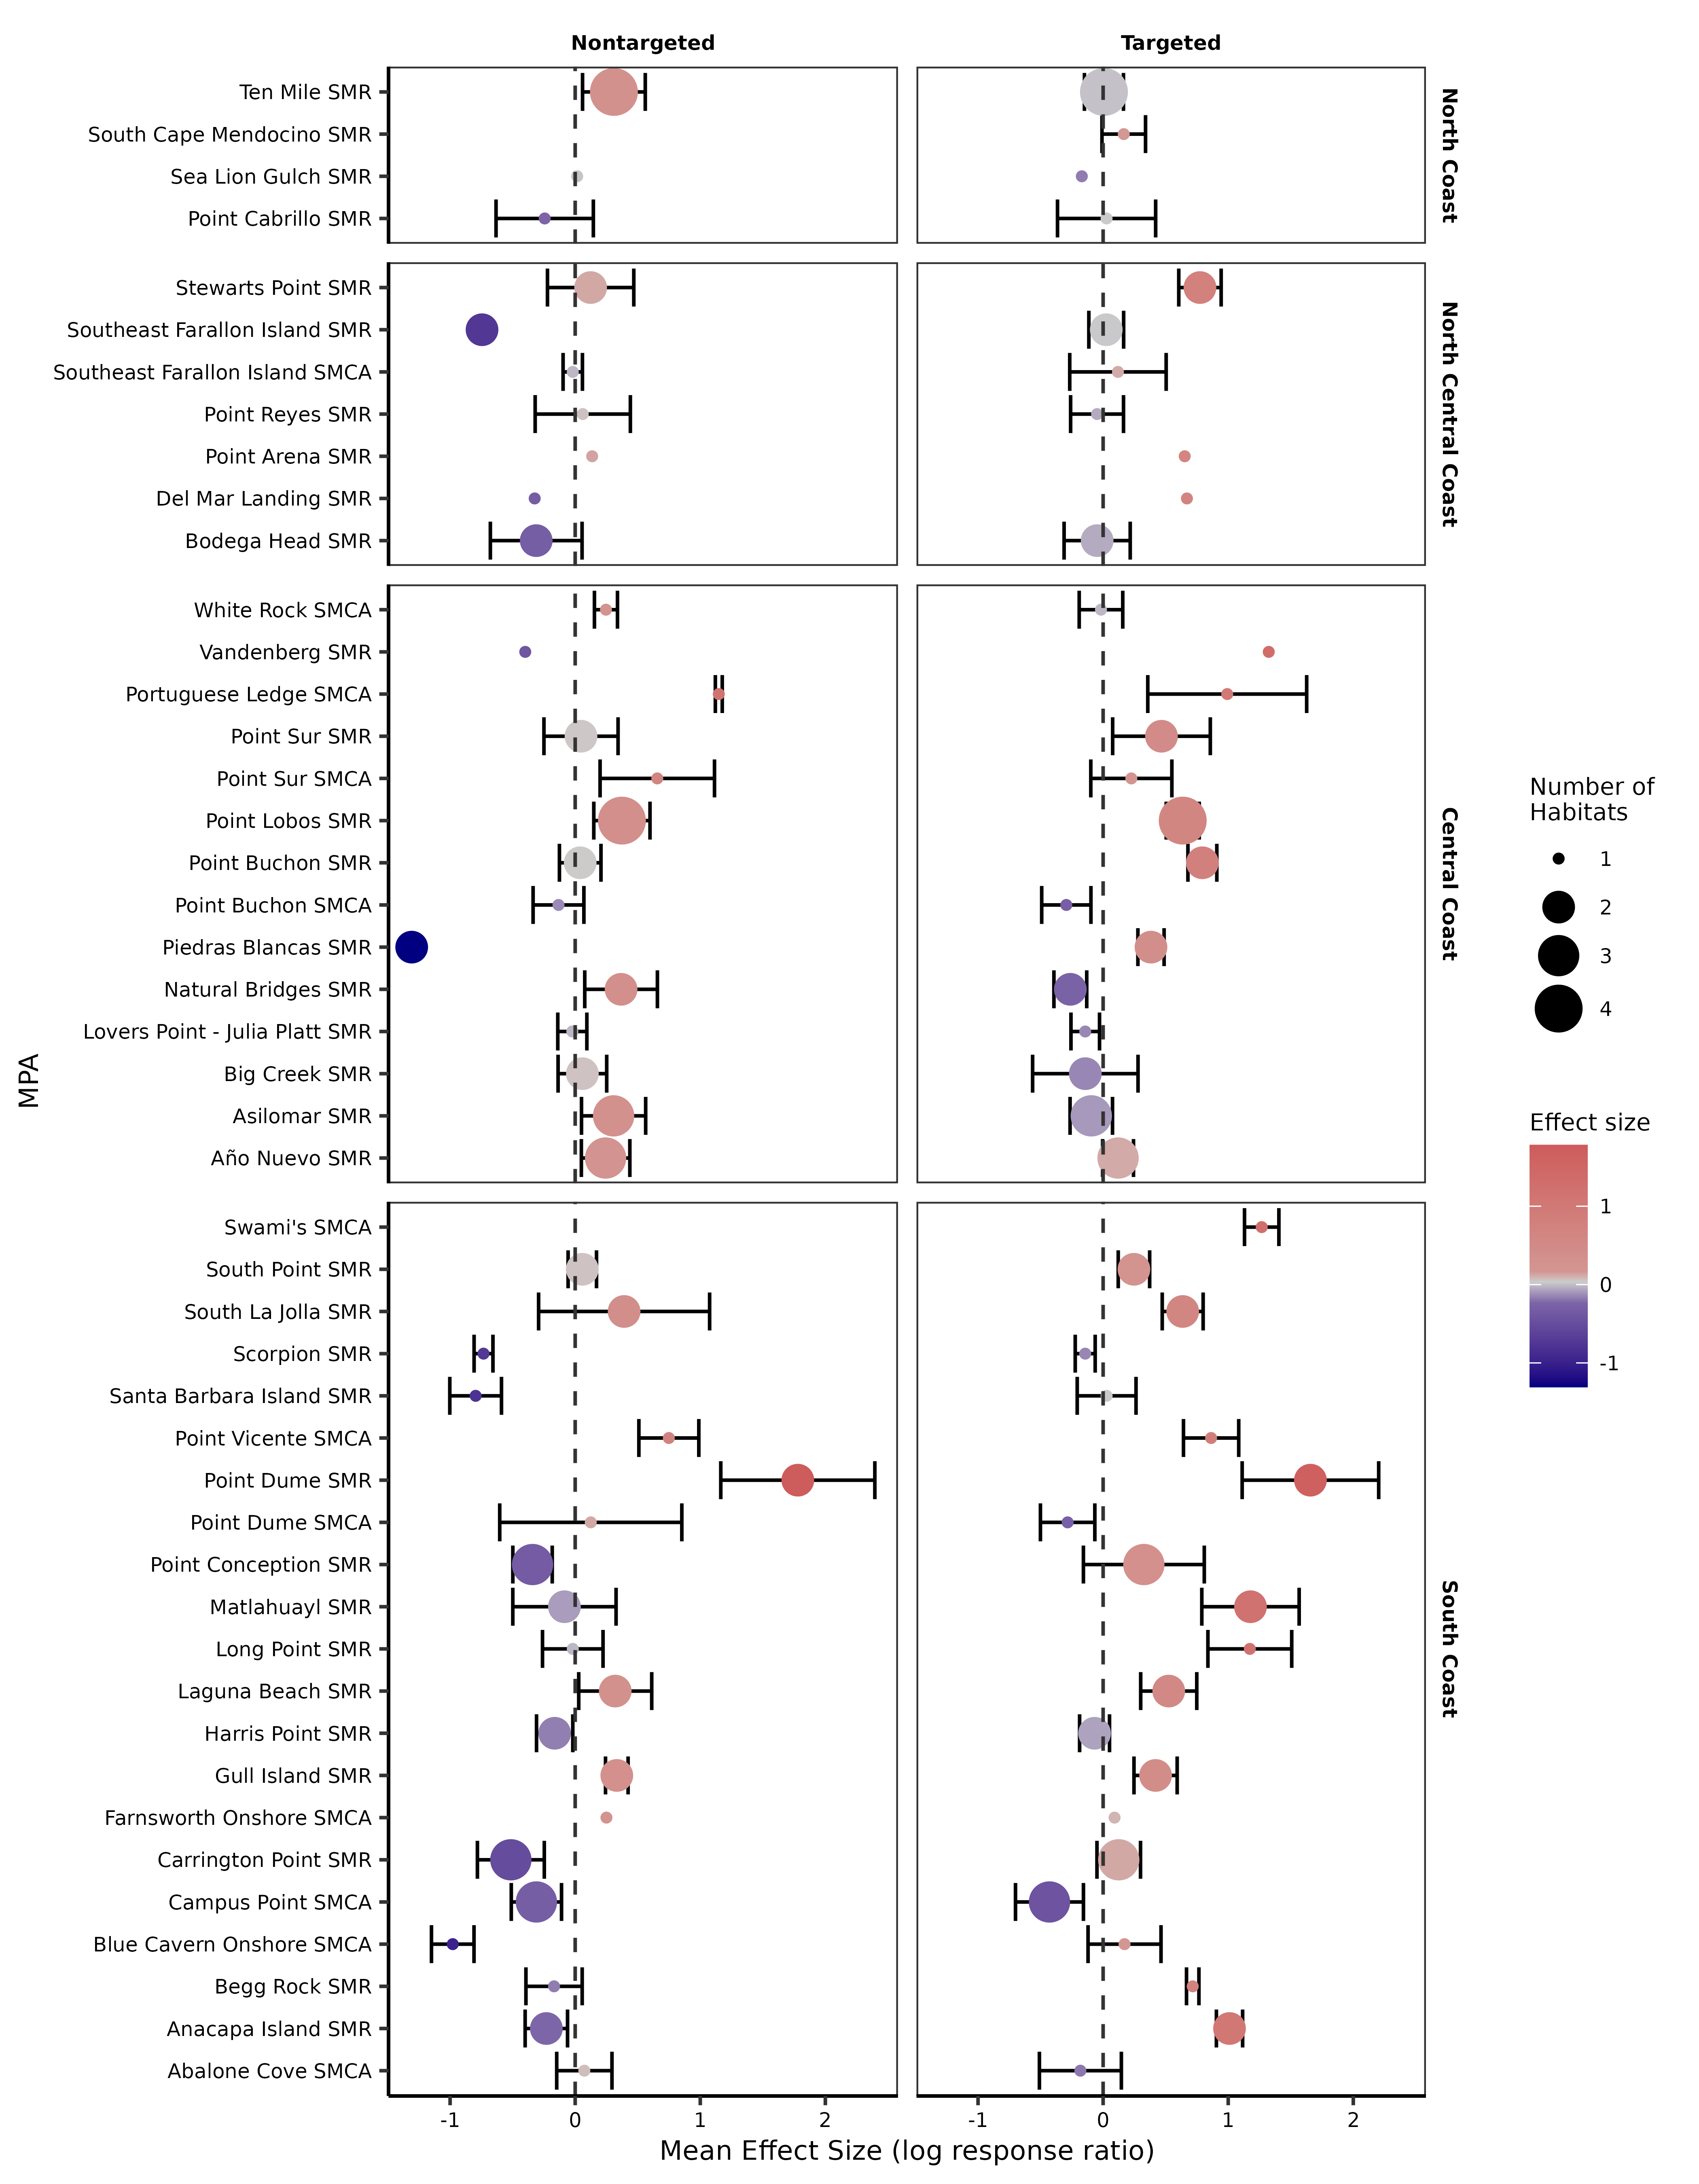 Nontargeted
Targeted
Ten Mile SMR
South Cape Mendocino SMR
Sea Lion Gulch SMR
Point Cabrillo SMR
North Coast
Stewarts Point SMR
Southeast Farallon Island SMR
Southeast Farallon Island SMCA
Point Reyes SMR
Point Arena SMR
Del Mar Landing SMR
Bodega Head SMR
North Central Coast
White Rock SMCA
Vandenberg SMR
Portuguese Ledge SMCA
Point Sur SMR
Point Sur SMCA
Point Lobos SMR
Point Buchon SMR
Point Buchon SMCA
Piedras Blancas SMR
Natural Bridges SMR
Lovers Point - Julia Platt SMR
Big Creek SMR
Asilomar SMR
Año Nuevo SMR
Central Coast
Swami's SMCA
South Point SMR
South La Jolla SMR
Scorpion SMR
Santa Barbara Island SMR
Point Vicente SMCA
Point Dume SMR
Point Dume SMCA
Point Conception SMR
Matlahuayl SMR
Long Point SMR
Laguna Beach SMR
Harris Point SMR
Gull Island SMR
Farnsworth Onshore SMCA
Carrington Point SMR
Campus Point SMCA
Blue Cavern Onshore SMCA
Begg Rock SMR
Anacapa Island SMR
Abalone Cove SMCA
South Coast
MPA
-1 0 1 2
-1 0 1 2
Mean Effect Size (log response ratio)
Number of
Habitats
1
2
3
4
Effect size
1
0
-1